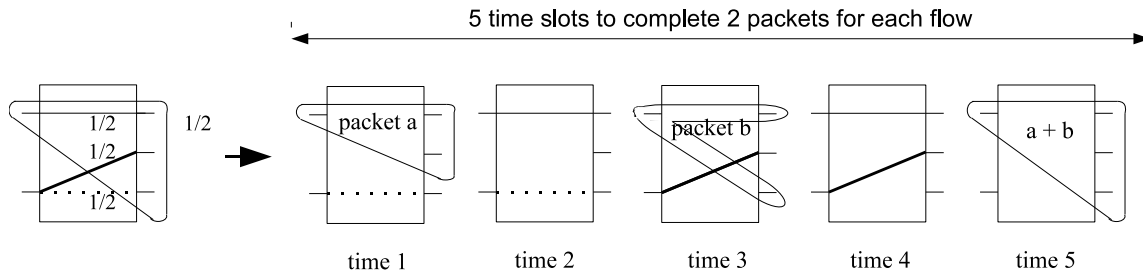 5 time slots to complete 2 packets for each flow
1/2 1/2
1/2
1/2
packet a
packet b
a + b
time 1 time 2 time 3 time 4 time 5